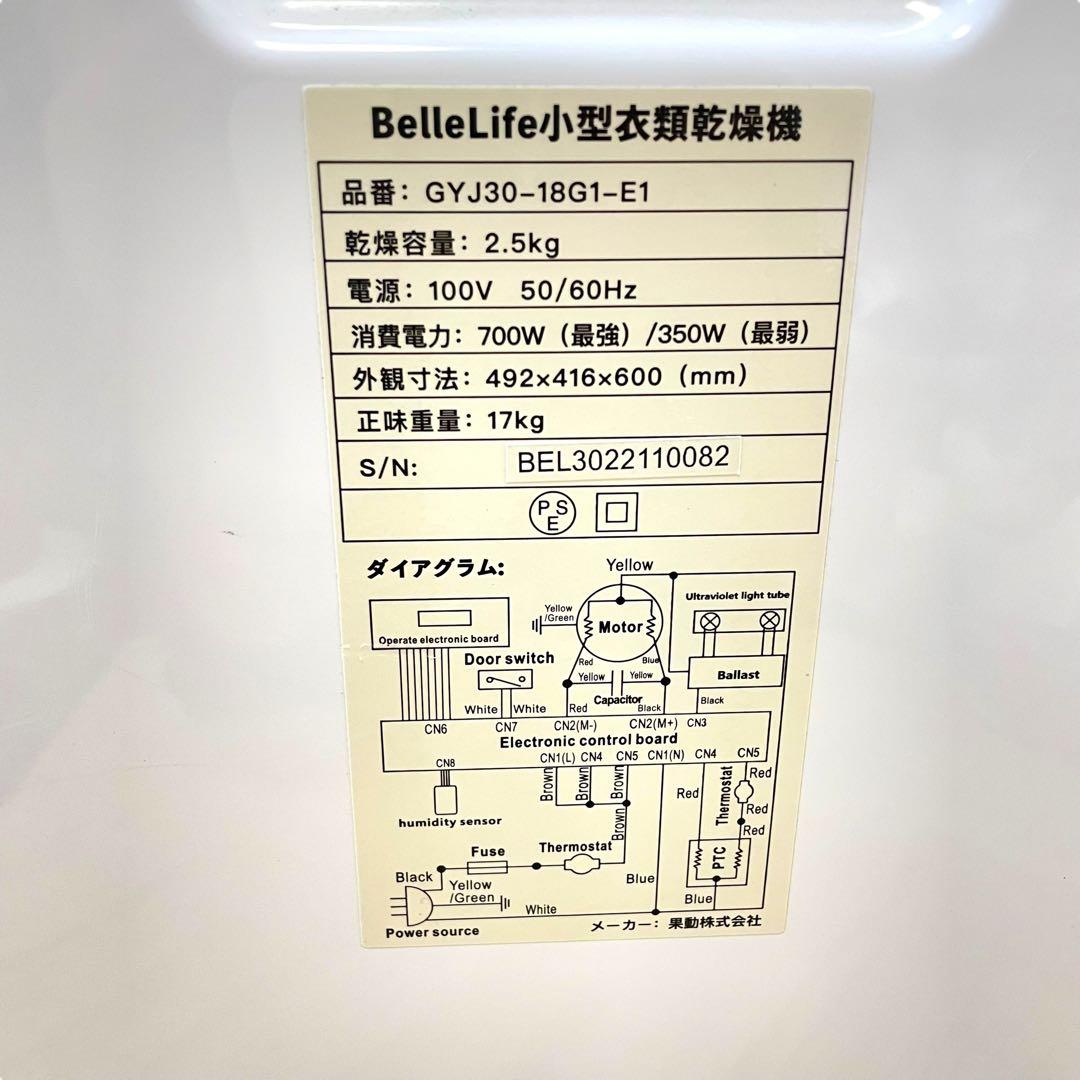 BelleLife小型衣類乾燥機
品番：GYJ30-18G1-E1
乾燥容量：2.5kg
電源：100V 50/60Hz
消費電力：700W（最強）/350W（最弱）
外観寸法：492×416×600（mm）
正味重量：17kg
S/N: BEL3022110082
PSE
ダイアグラム:
Yellow
Ultraviolet light tube
Yellow
/Green
Motor
Operate electronic board
Door switch
Red
Blue
Yellow
Yellow
Ballast
Capacitor
White
White
Red
Black
Black
CN6
CN7
CN2(M-)
CN2(M+)
CN3
Electronic control board
CN8
CN1(L)
CN4
CN5
CN1(N)
CN4
CN5
Brown
Brown
Brown
Thermostat
Red
Red
Red
Red
humidity sensor
Brown
Fuse
Thermostat
PTC
Black
Yellow
/Green
Blue
Blue
White
Power source
メーカー：果動株式会社